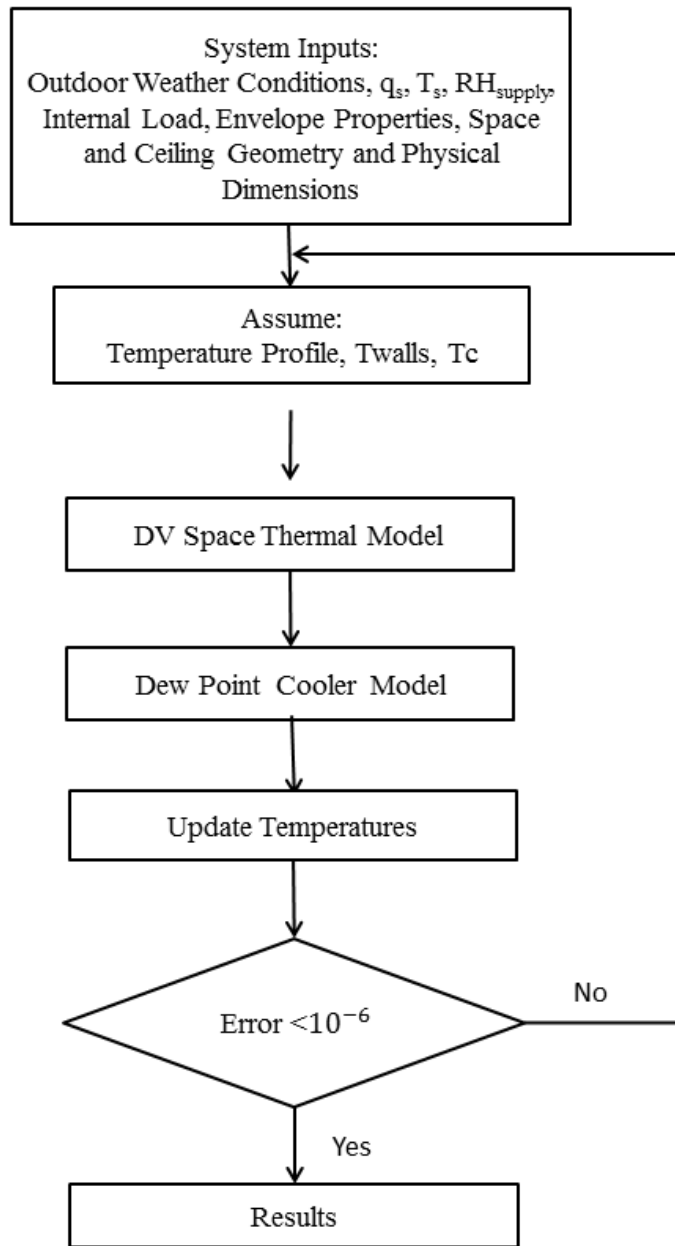 System Inputs:
Outdoor Weather Conditions, qₛ, Tₛ, RH_supply,
Internal Load, Envelope Properties, Space
and Ceiling Geometry and Physical
Dimensions
Assume:
Temperature Profile, Twalls, Tc
DV Space Thermal Model
Dew Point Cooler Model
Update Temperatures
Error <10⁻⁶
No
Yes
Results